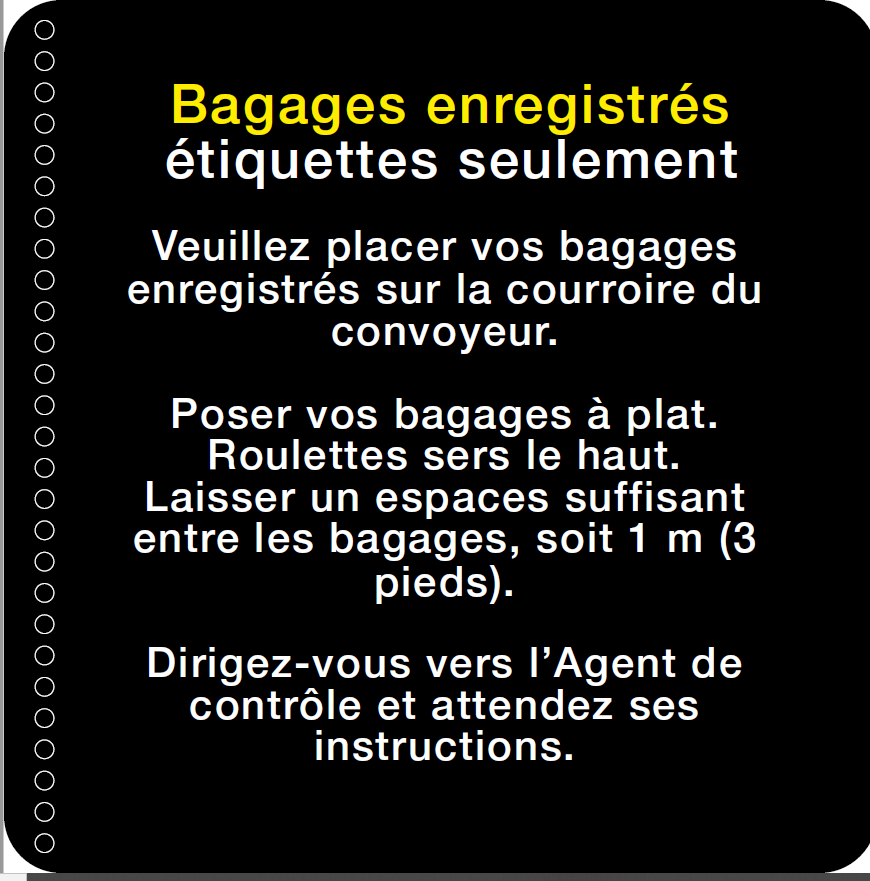 Bagages enregistrés
étiquettes seulement
Veuillez placer vos bagages
enregistrés sur la courroire du
convoyeur.
Poser vos bagages à plat.
Roulettes sers le haut.
Laisser un espaces suffisant
entre les bagages, soit 1 m (3
pieds).
Dirigez-vous vers l’Agent de
contrôle et attendez ses
instructions.